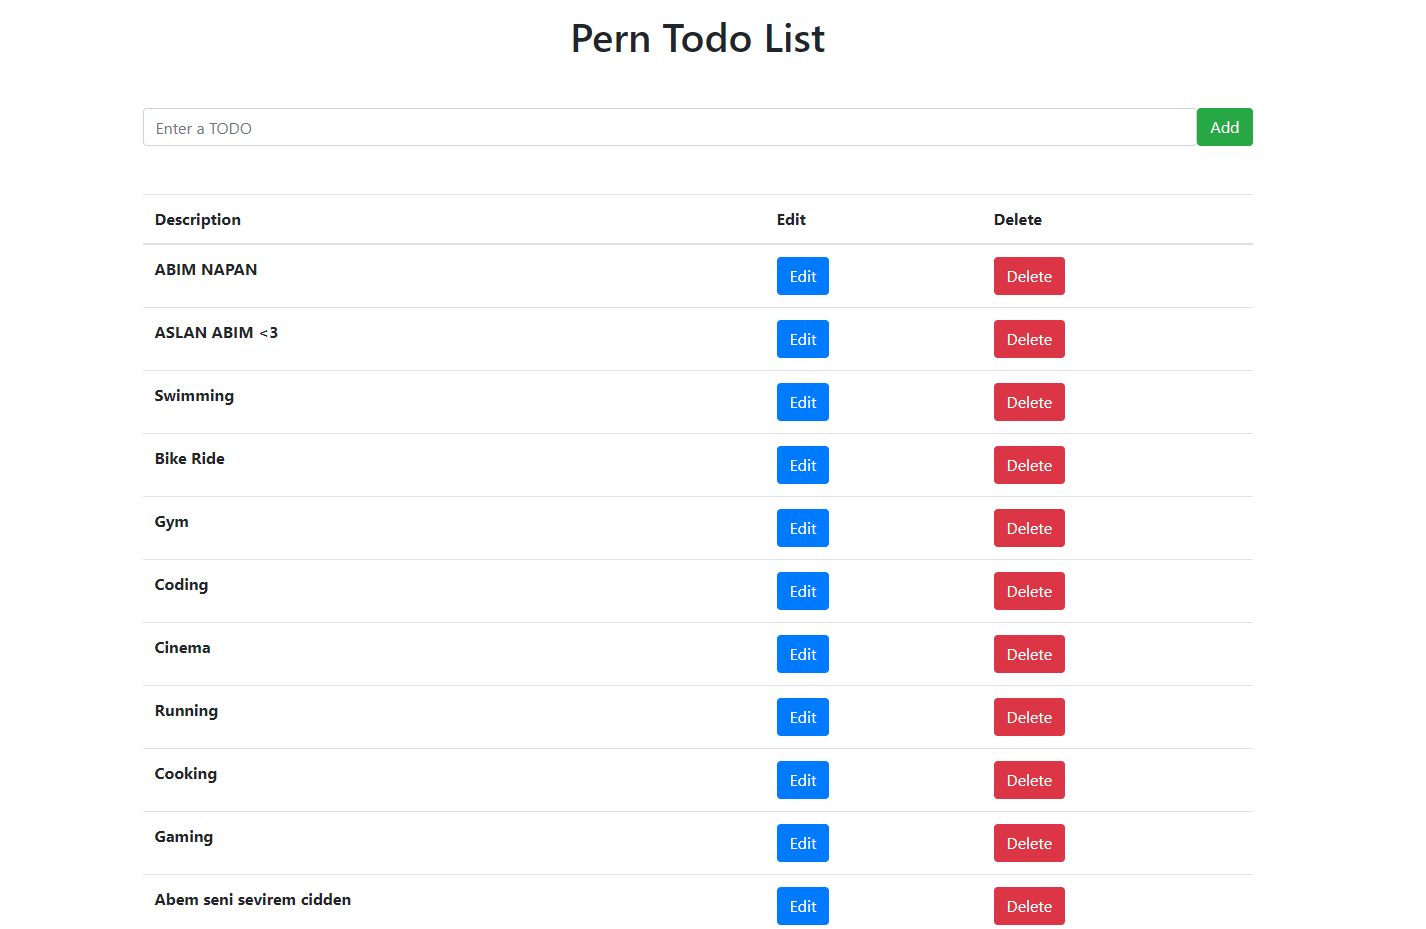 Pern Todo List
Enter a TODO Add
Description Edit Delete
ABIM NAPAN Edit Delete
ASLAN ABIM <3 Edit Delete
Swimming Edit Delete
Bike Ride Edit Delete
Gym Edit Delete
Coding Edit Delete
Cinema Edit Delete
Running Edit Delete
Cooking Edit Delete
Gaming Edit Delete
Abem seni sevirem cidden Edit Delete